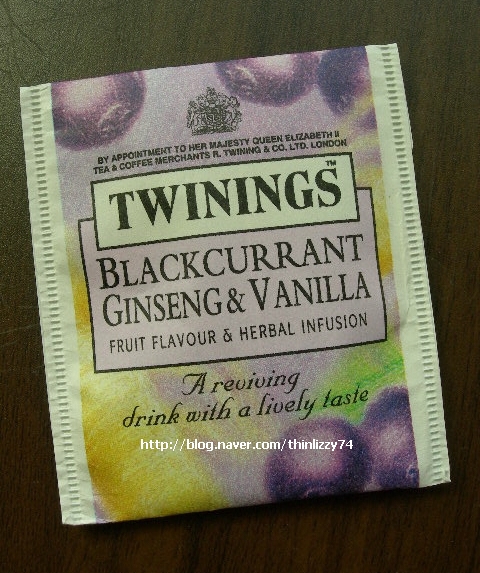 BY APPOINTMENT TO HER MAJESTY QUEEN ELIZABETH II
TEA & COFFEE MERCHANTS R. TWINING & CO. LTD. LONDON
TWININGS™
BLACKCURRANT
GINSENG & VANILLA
FRUIT FLAVOUR & HERBAL INFUSION
A reviving
drink with a lively taste
http://blog.naver.com/thinlizzy74